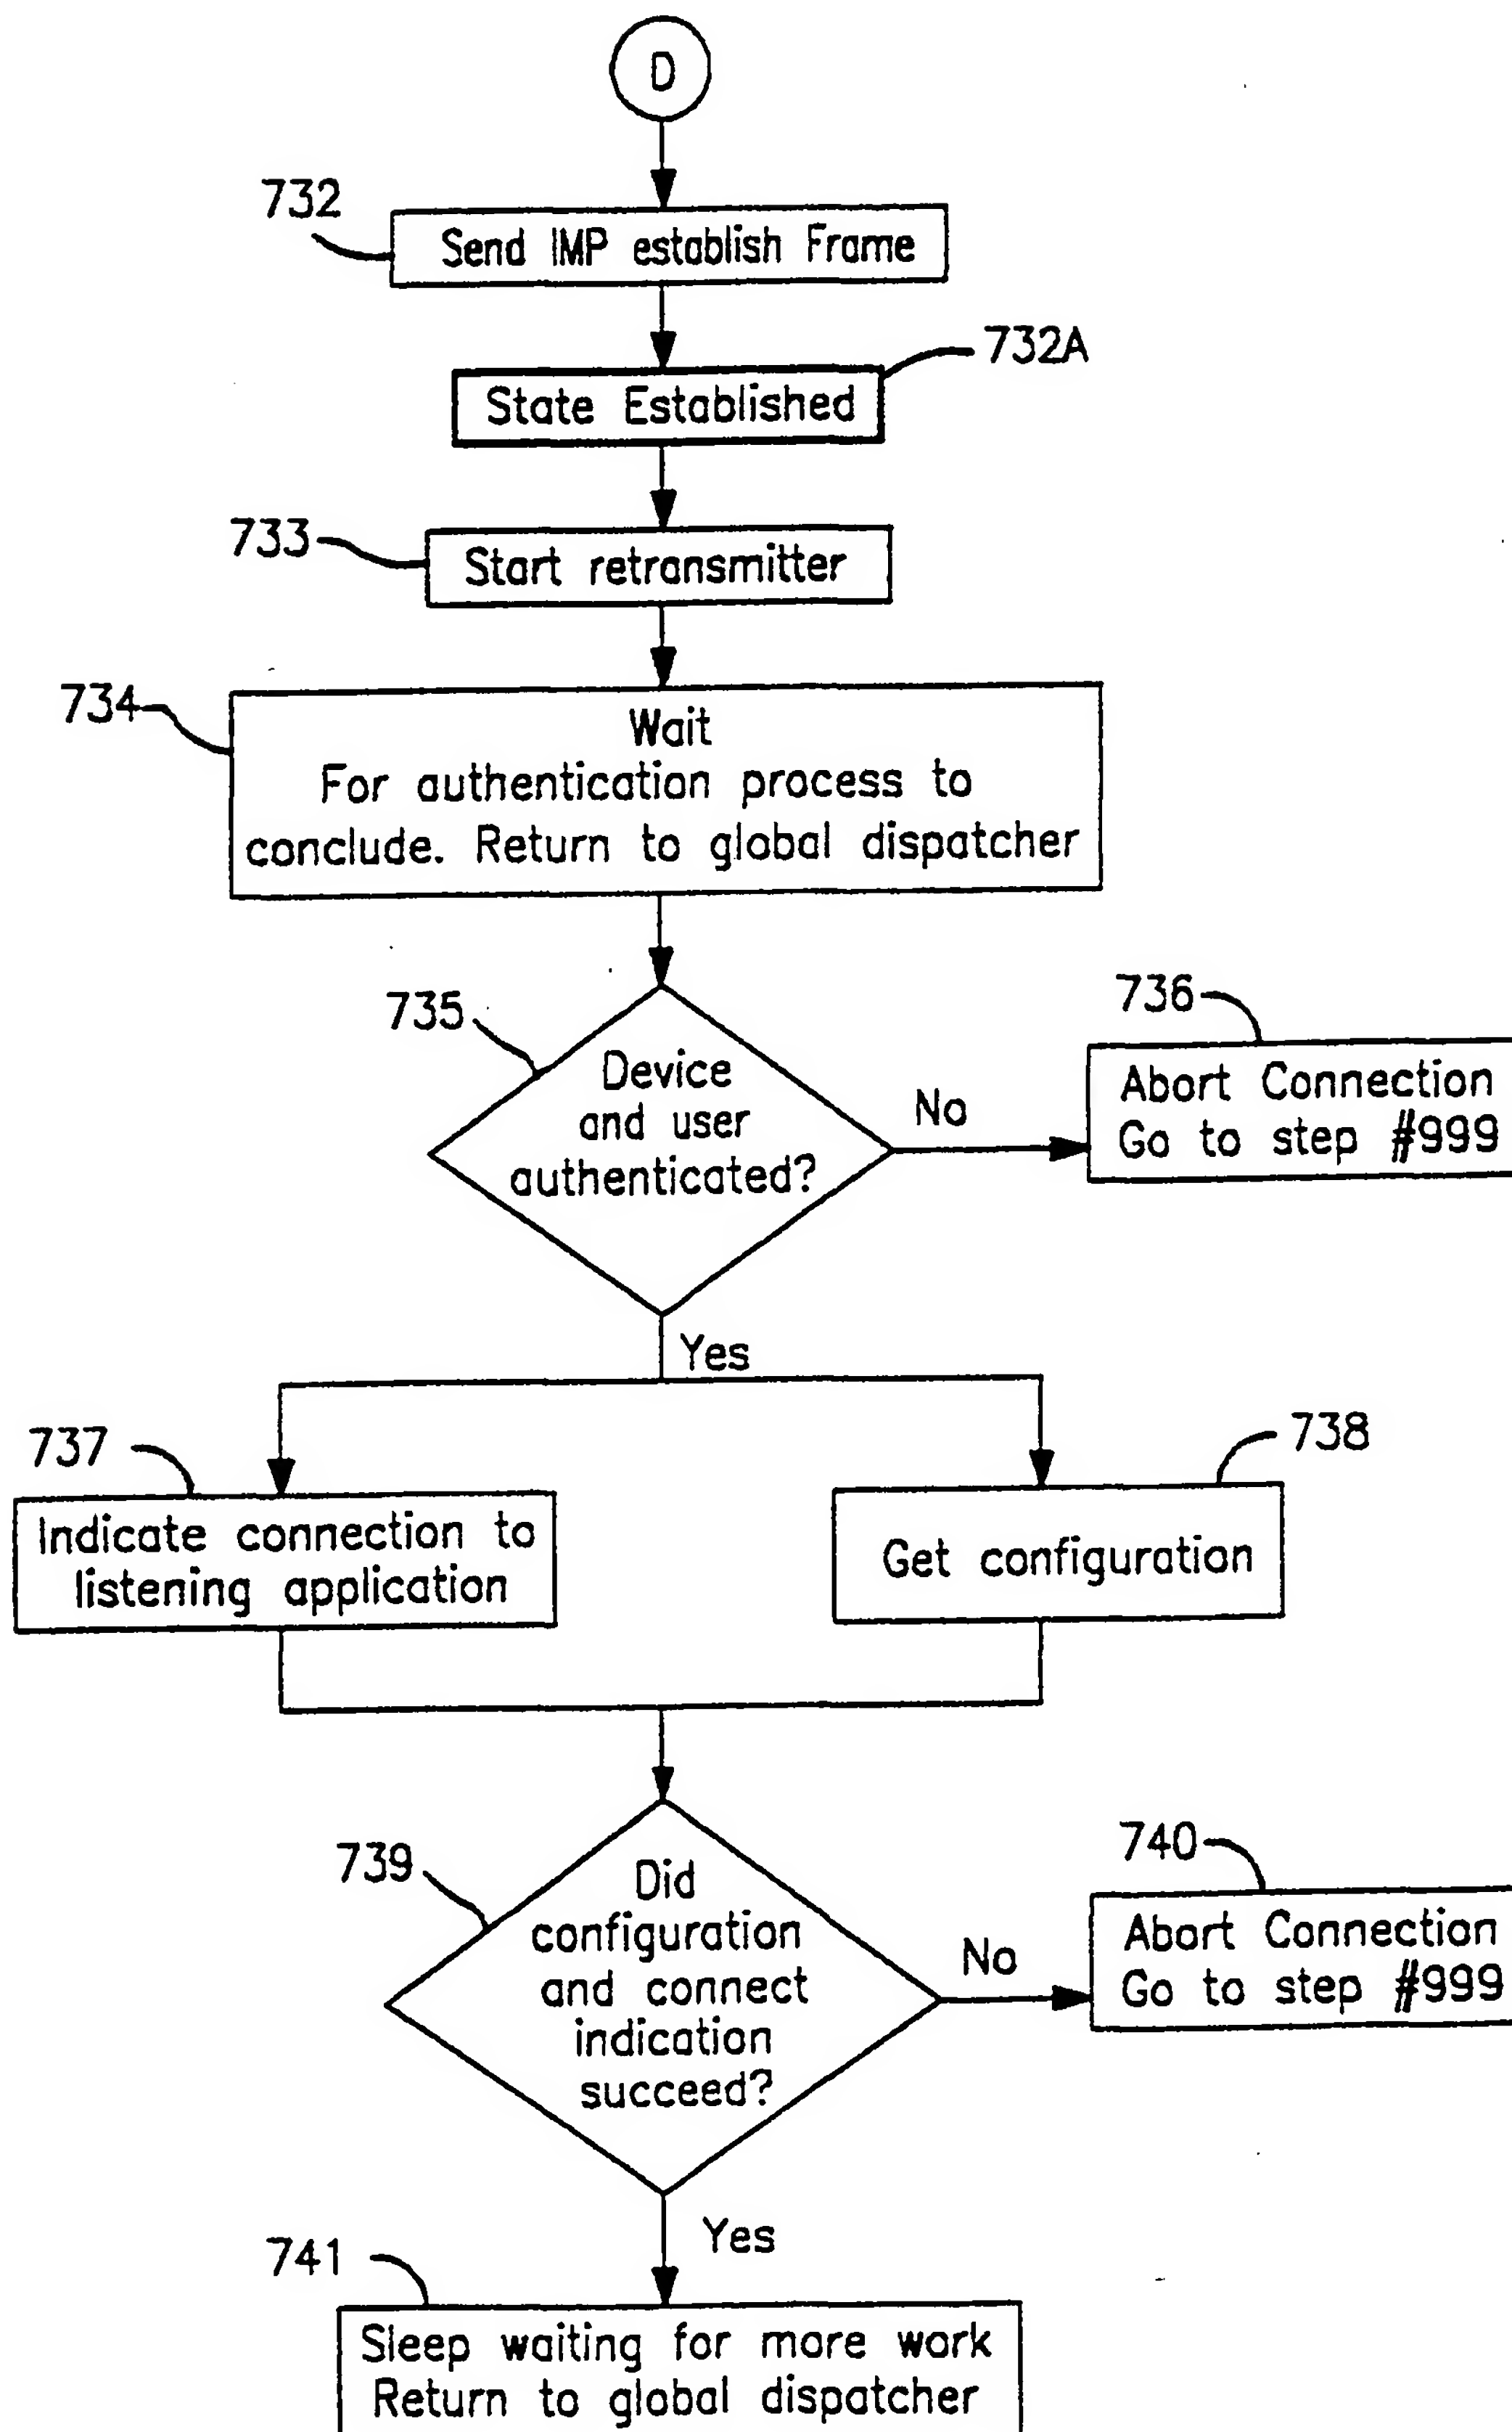 D
732
Send IMP establish Frame
732A
State Established
733
Start retransmitter
734
Wait
For authentication process to
conclude. Return to global dispatcher
735
Device
and user
authenticated?
No
736
Abort Connection
Go to step #999
Yes
737
Indicate connection to
listening application
738
Get configuration
739
Did
configuration
and connect
indication
succeed?
No
740
Abort Connection
Go to step #999
Yes
741
Sleep waiting for more work
Return to global dispatcher